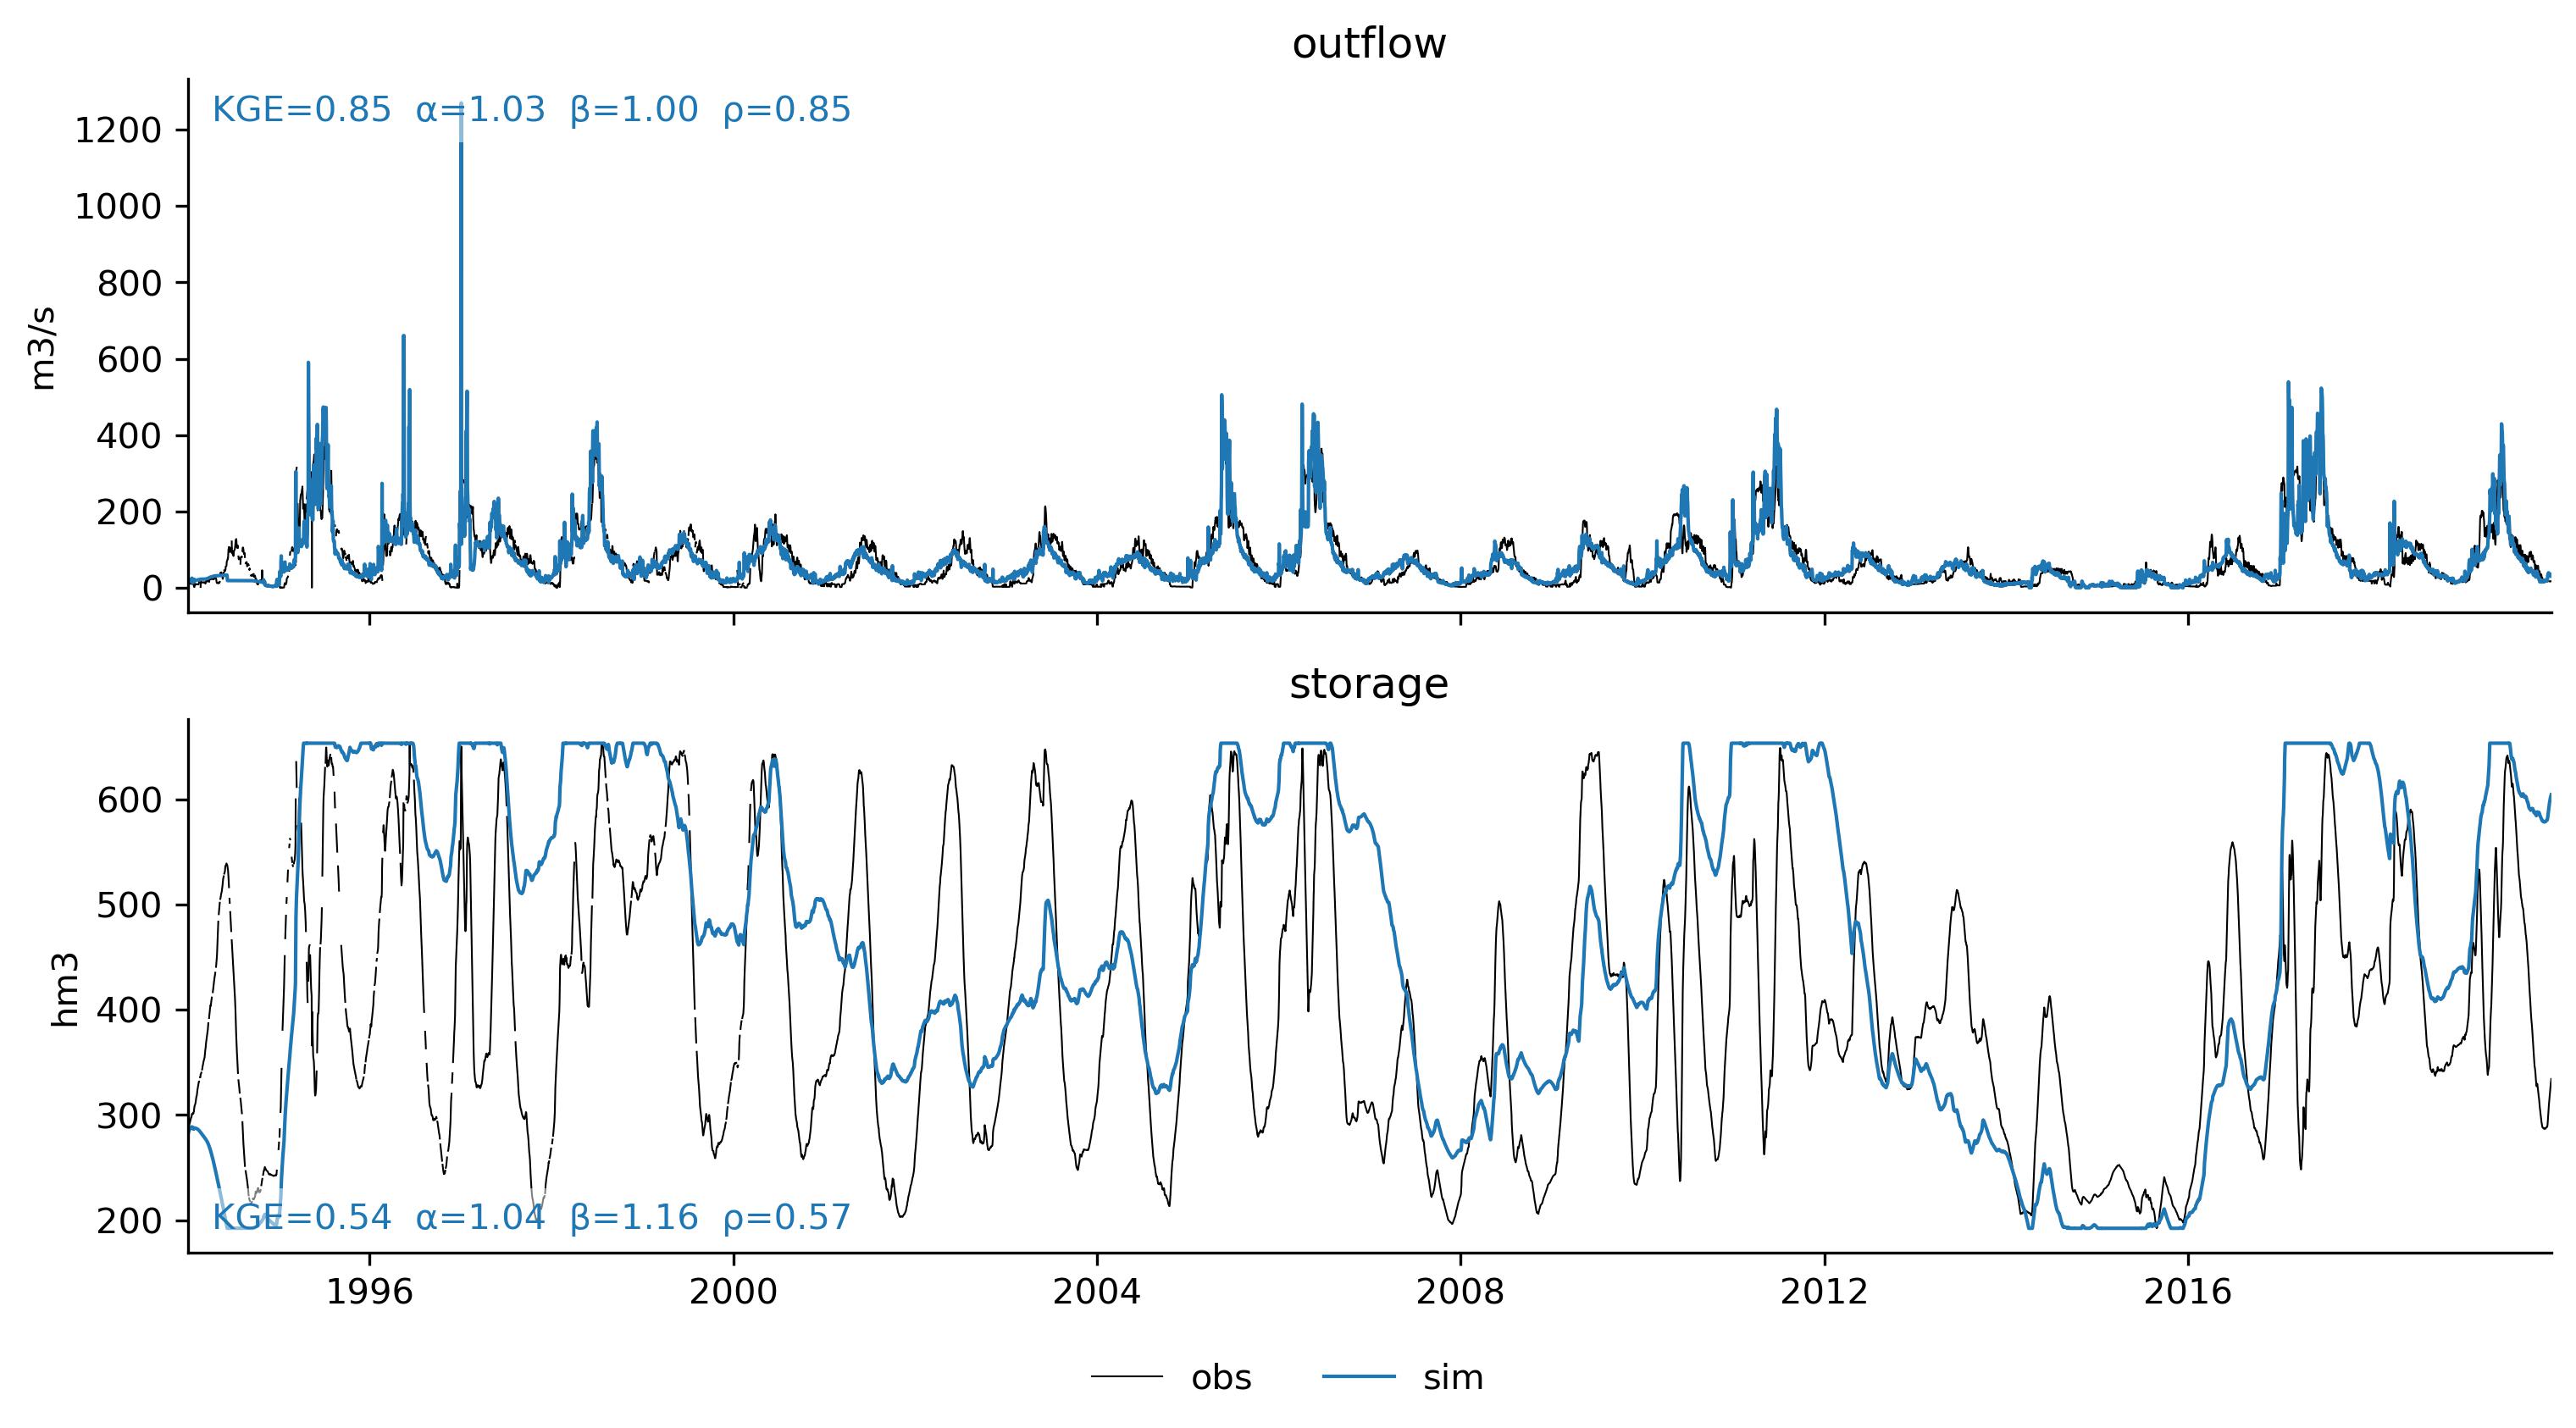 outflow
KGE=0.85 α=1.03 β=1.00 ρ=0.85
1200
1000
800
600
400
200
0
m3/s
storage
600
500
400
300
200
hm3
KGE=0.54 α=1.04 β=1.16 ρ=0.57
1996 2000 2004 2008 2012 2016
obs sim